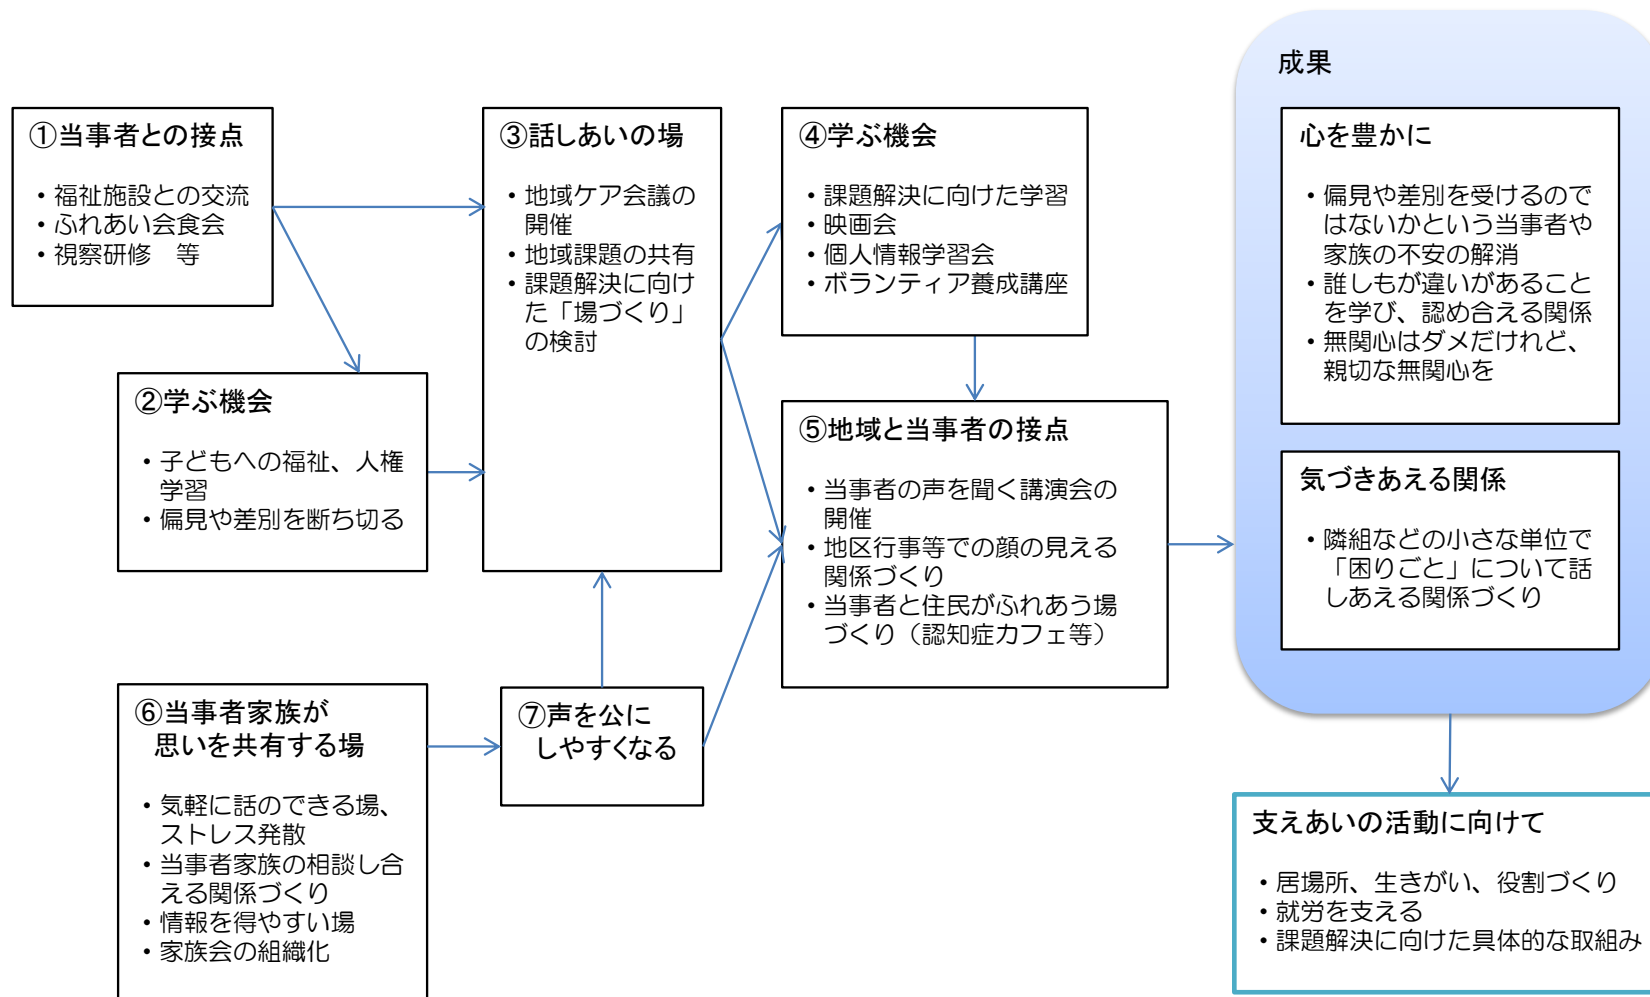 ①当事者との接点
・福祉施設との交流
・ふれあい会食会
・視察研修　等
②学ぶ機会
・子どもへの福祉、人権
学習
・偏見や差別を断ち切る
③話しあいの場
・地域ケア会議の
開催
・地域課題の共有
・課題解決に向け
た「場づくり」
の検討
④学ぶ機会
・課題解決に向けた学習
・映画会
・個人情報学習会
・ボランティア養成講座
⑤地域と当事者の接点
・当事者の声を聞く講演会の
開催
・地区行事等での顔の見える
関係づくり
・当事者と住民がふれあう場
づくり（認知症カフェ等）
⑥当事者家族が
思いを共有する場
・気軽に話のできる場、
ストレス発散
・当事者家族の相談し合
える関係づくり
・情報を得やすい場
・家族会の組織化
⑦声を公に
しやすくなる
成果
心を豊かに
・偏見や差別を受けるので
はないかという当事者や
家族の不安の解消
・誰しもが違いがあること
を学び、認め合える関係
・無関心はダメだけれど、
親切な無関心を
気づきあえる関係
・隣組などの小さな単位で
「困りごと」について話
しあえる関係づくり
支えあいの活動に向けて
・居場所、生きがい、役割づくり
・就労を支える
・課題解決に向けた具体的な取組み